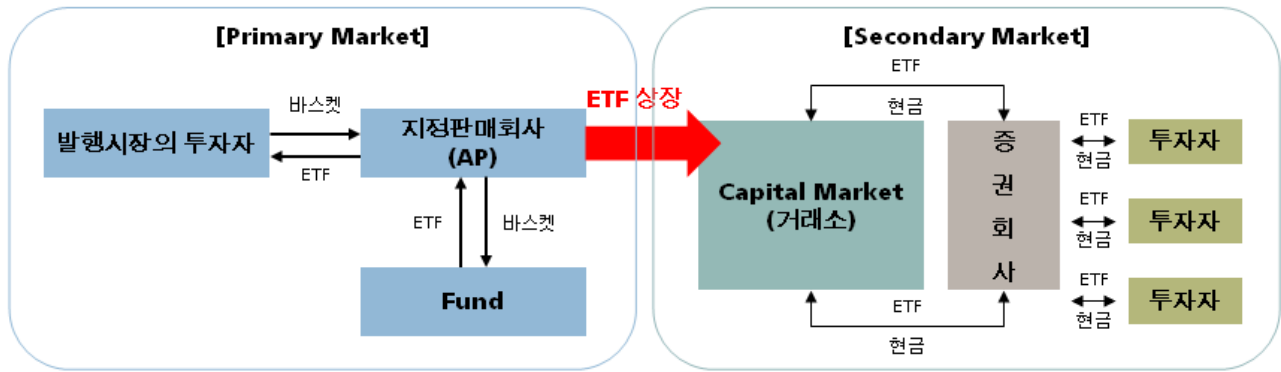 [Primary Market]
발행시장의 투자자
바스켓
ETF
지정판매회사
(AP)
ETF
바스켓
Fund
ETF 상장
[Secondary Market]
ETF
현금
Capital Market
(거래소)
증
권
회
사
ETF
현금
ETF
현금
투자자
ETF
현금
투자자
ETF
현금
투자자